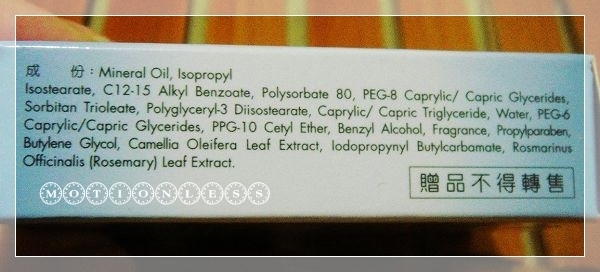 成 份：Mineral Oil, Isopropyl
Isostearate, C12-15 Alkyl Benzoate, Polysorbate 80, PEG-8 Caprylic/ Capric Glycerides,
Sorbitan Trioleate, Polyglyceryl-3 Diisostearate, Caprylic/ Capric Triglyceride, Water, PEG-6
Caprylic/Capric Glycerides, PPG-10 Cetyl Ether, Benzyl Alcohol, Fragrance, Propylparaben,
Butylene Glycol, Camellia Oleifera Leaf Extract, Iodopropynyl Butylcarbamate, Rosmarinus
Officinalis (Rosemary) Leaf Extract.
MOTIONLESS
贈品不得轉售